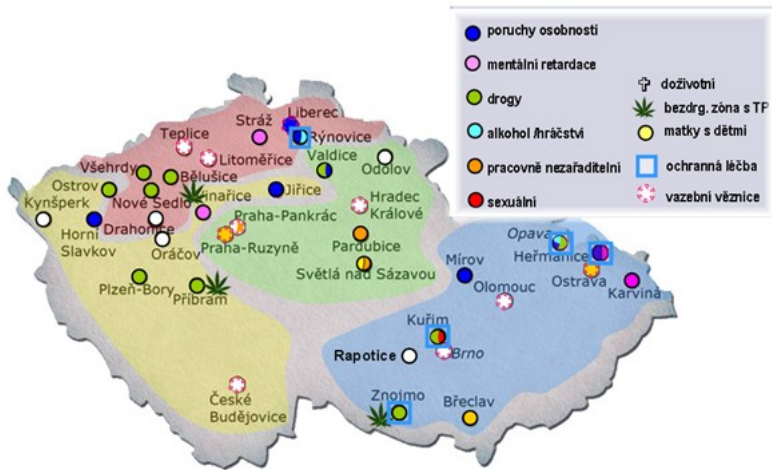 poruchy osobnosti
mentální retardace
drogy
alkohol /hráčství
pracovně nezařaditelní
sexuální
doživotní
bezdrg. zóna s TP
matky s dětmi
ochranná léčba
vazební věznice
Liberec
Stráž
Rýnovice
Teplice
Litoměřice
Valdice
Odolov
Všehrdy
Bělušice
Ostrov
Vinařice
Jiřice
Kynšperk
Nové Sedlo
Hradec
Králové
Horní
Slavkov
Drahonice
Praha-Pankrác
Oráčov
Praha-Ruzyně
Pardubice
Opava
Heřmanice
Světlá nad Sázavou
Mírov
Plzeň-Bory
Příbram
Ostrava
Olomouc
Karviná
Kuřim
Rapotice
Brno
České
Budějovice
Znojmo
Břeclav